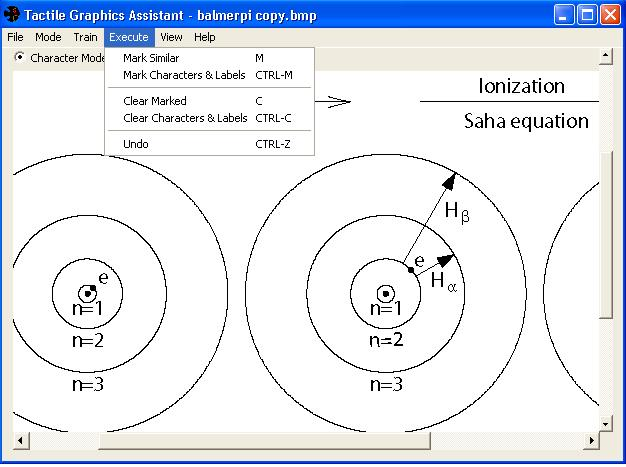 Tactile Graphics Assistant - balmerpi copy.bmp
File Mode Train Execute View Help
Character Mode
Mark Similar M
Mark Characters & Labels CTRL-M
Clear Marked C
Clear Characters & Labels CTRL-C
Undo CTRL-Z
Ionization
Saha equation
e
n=1
n=2
n=3
Hβ
e
Hα
n=1
n=2
n=3